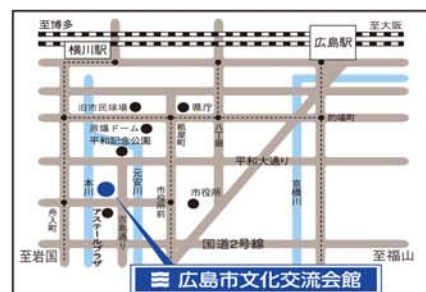 至博多
至大阪
横川駅
広島駅
旧市民球場
県庁
原爆ドーム
平和記念公園
紙屋町
八丁堀
的場町
平和大通り
本川
元安川
京橋川
市役所前
市役所
舟入町
アステールプラザ
吉島通り
国道2号線
至岩国
至福山
広島市文化交流会館